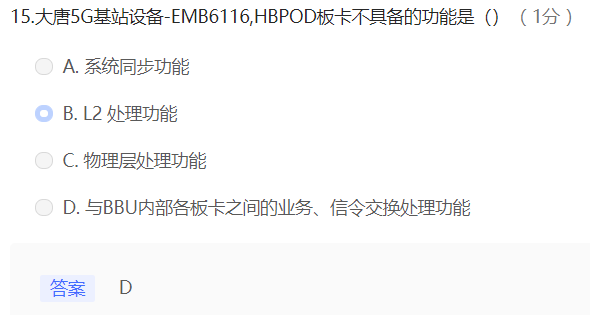 15.大唐5G基站设备-EMB6116,HBPOD板卡不具备的功能是（）（ 1分 ）
A. 系统同步功能
B. L2 处理功能
C. 物理层处理功能
D. 与BBU内部各板卡之间的业务、信令交换处理功能
答案 D